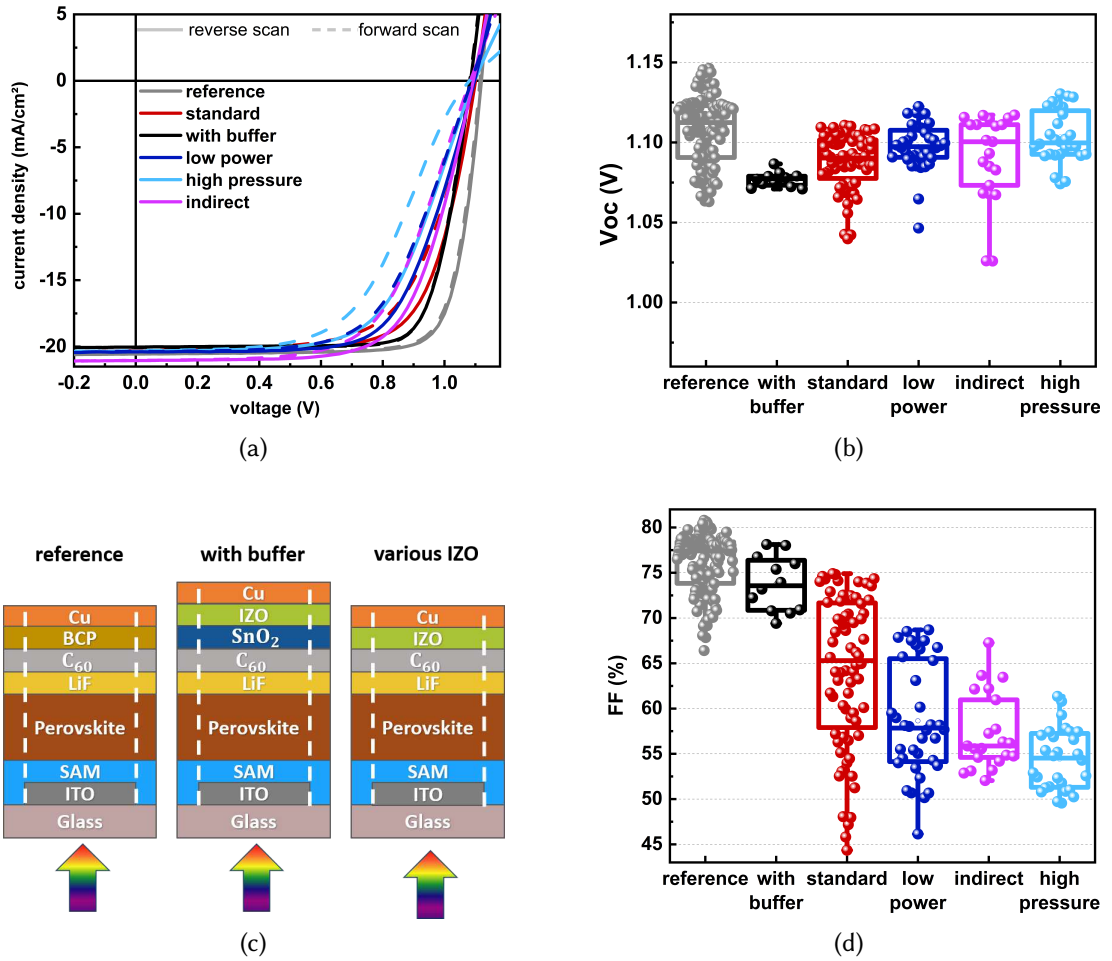 5
0
-5
-10
-15
-20
-0.2 0.0 0.2 0.4 0.6 0.8 1.0
voltage (V)
current density (mA/cm²)
reverse scan forward scan
reference
standard
with buffer
low power
high pressure
indirect
(a)
1.15
1.10
1.05
1.00
Voc (V)
reference with buffer standard low power indirect high pressure
(b)
reference
Cu
BCP
C₆₀
LiF
Perovskite
SAM
ITO
Glass
with buffer
Cu
IZO
SnO₂
C₆₀
LiF
Perovskite
SAM
ITO
Glass
various IZO
Cu
IZO
C₆₀
LiF
Perovskite
SAM
ITO
Glass
(c)
80
75
70
65
60
55
50
45
FF (%)
reference with buffer standard low power indirect high pressure
(d)